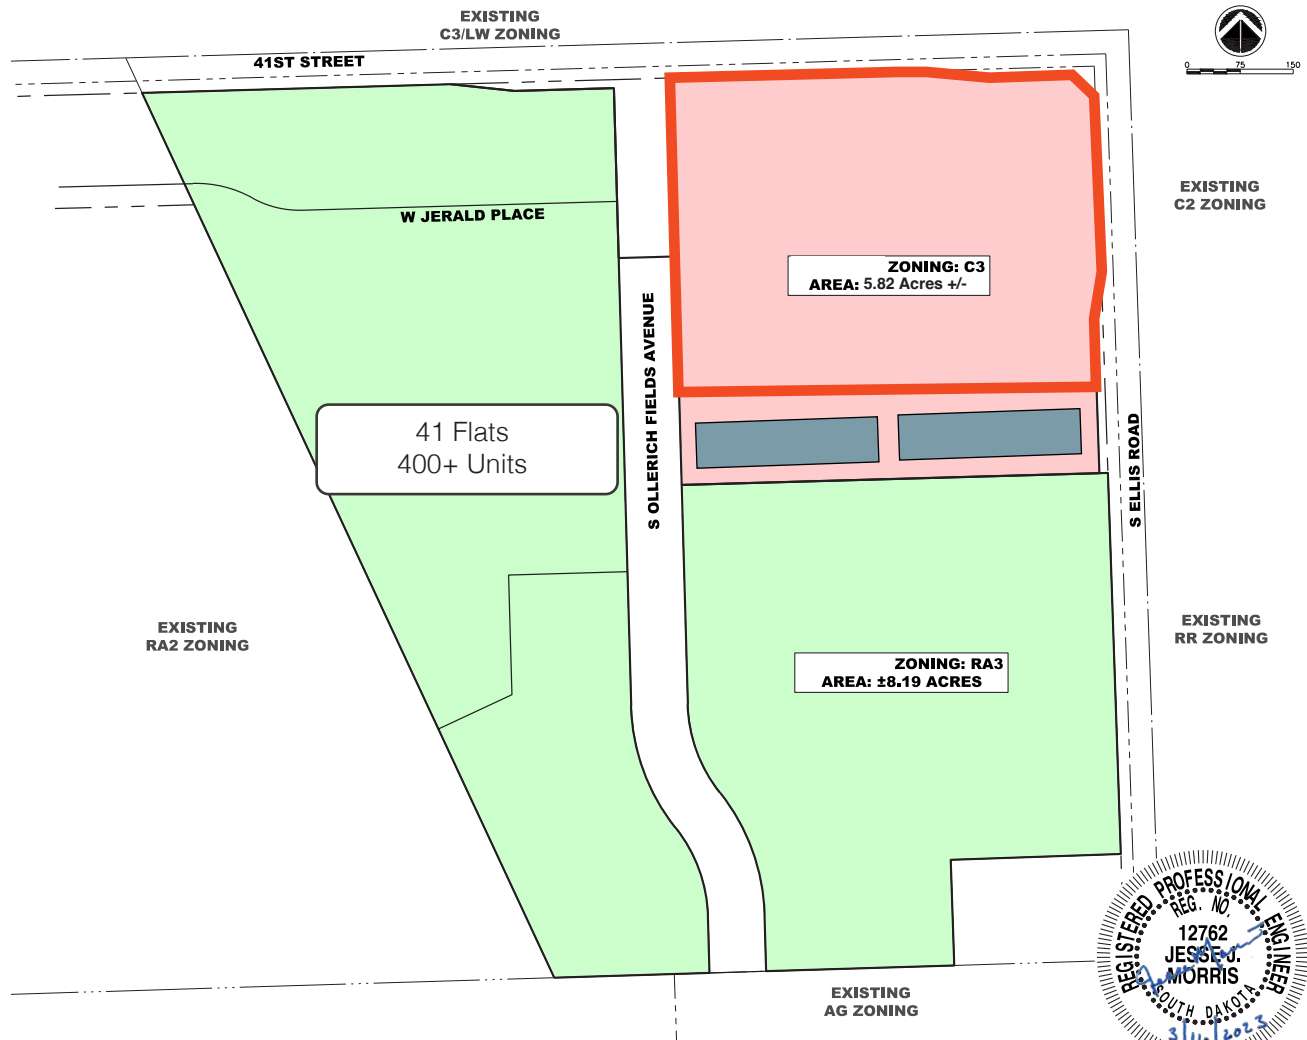 EXISTING
C3/LW ZONING
41ST STREET
0 75 150
EXISTING
C2 ZONING
W JERALD PLACE
ZONING: C3
AREA: 5.82 Acres +/-
S OLLERICH FIELDS AVENUE
41 Flats
400+ Units
S ELLIS ROAD
EXISTING
RA2 ZONING
EXISTING
RR ZONING
ZONING: RA3
AREA: ±8.19 ACRES
REGISTERED PROFESSIONAL ENGINEER
REG. NO.
12762
JESSE J.
MORRIS
SOUTH DAKOTA
EXISTING
AG ZONING